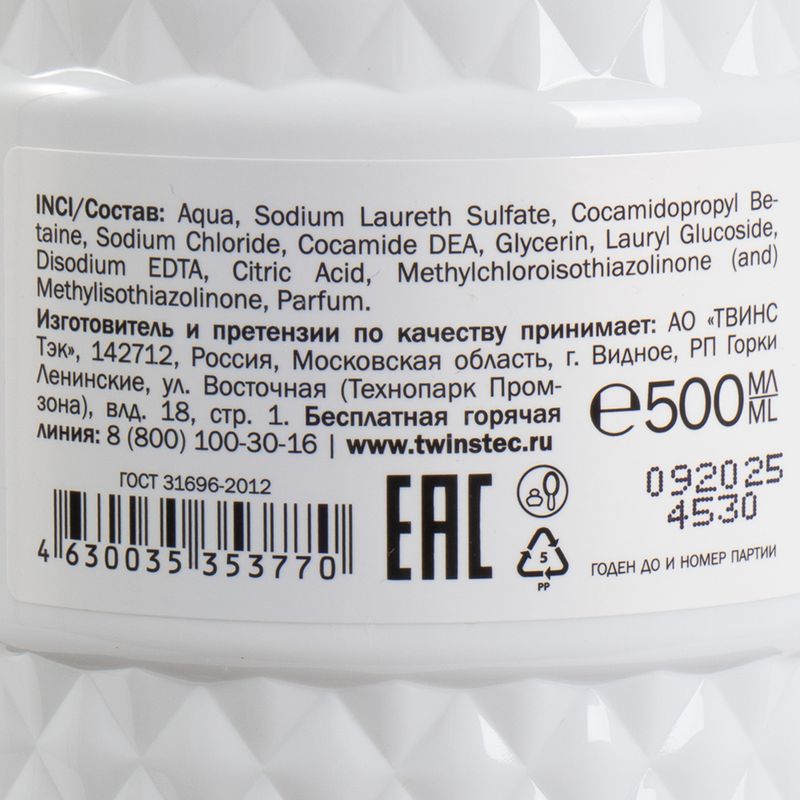 INCI/Состав: Aqua, Sodium Laureth Sulfate, Cocamidopropyl Be-
taine, Sodium Chloride, Cocamide DEA, Glycerin, Lauryl Glucoside,
Disodium EDTA, Citric Acid, Methylchloroisothiazolinone (and)
Methylisothiazolinone, Parfum.
Изготовитель и претензии по качеству принимает: АО «ТВИНС
Тэк», 142712, Россия, Московская область, г. Видное, РП Горки
Ленинские, ул. Восточная (Технопарк Пром-
зона), влд. 18, стр. 1. Бесплатная горячая
линия: 8 (800) 100-30-16 | www.twinstec.ru
℮500 МЛ
ML
ГОСТ 31696-2012
4 630035 353770
EAC
5
PP
092025
4530
ГОДЕН ДО И НОМЕР ПАРТИИ